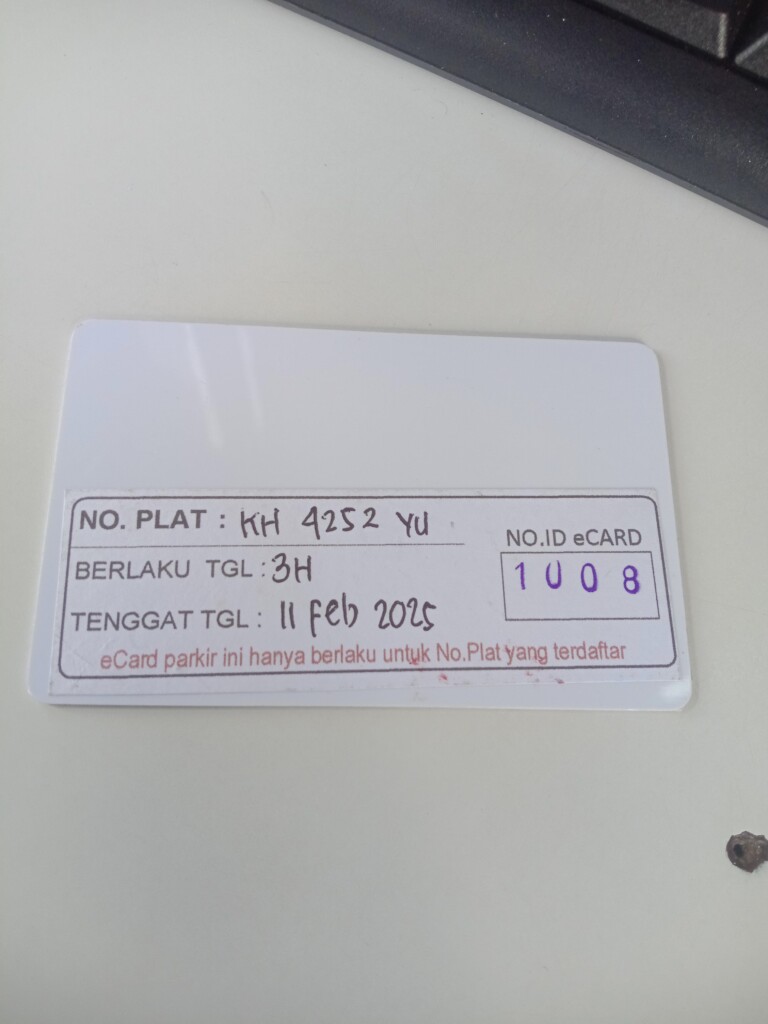 NO. PLAT : KH 4252 YU
NO.ID eCARD
BERLAKU TGL : 3H
1008
TENGGAT TGL : 11 Feb 2025
eCard parkir ini hanya berlaku untuk No.Plat yang terdaftar